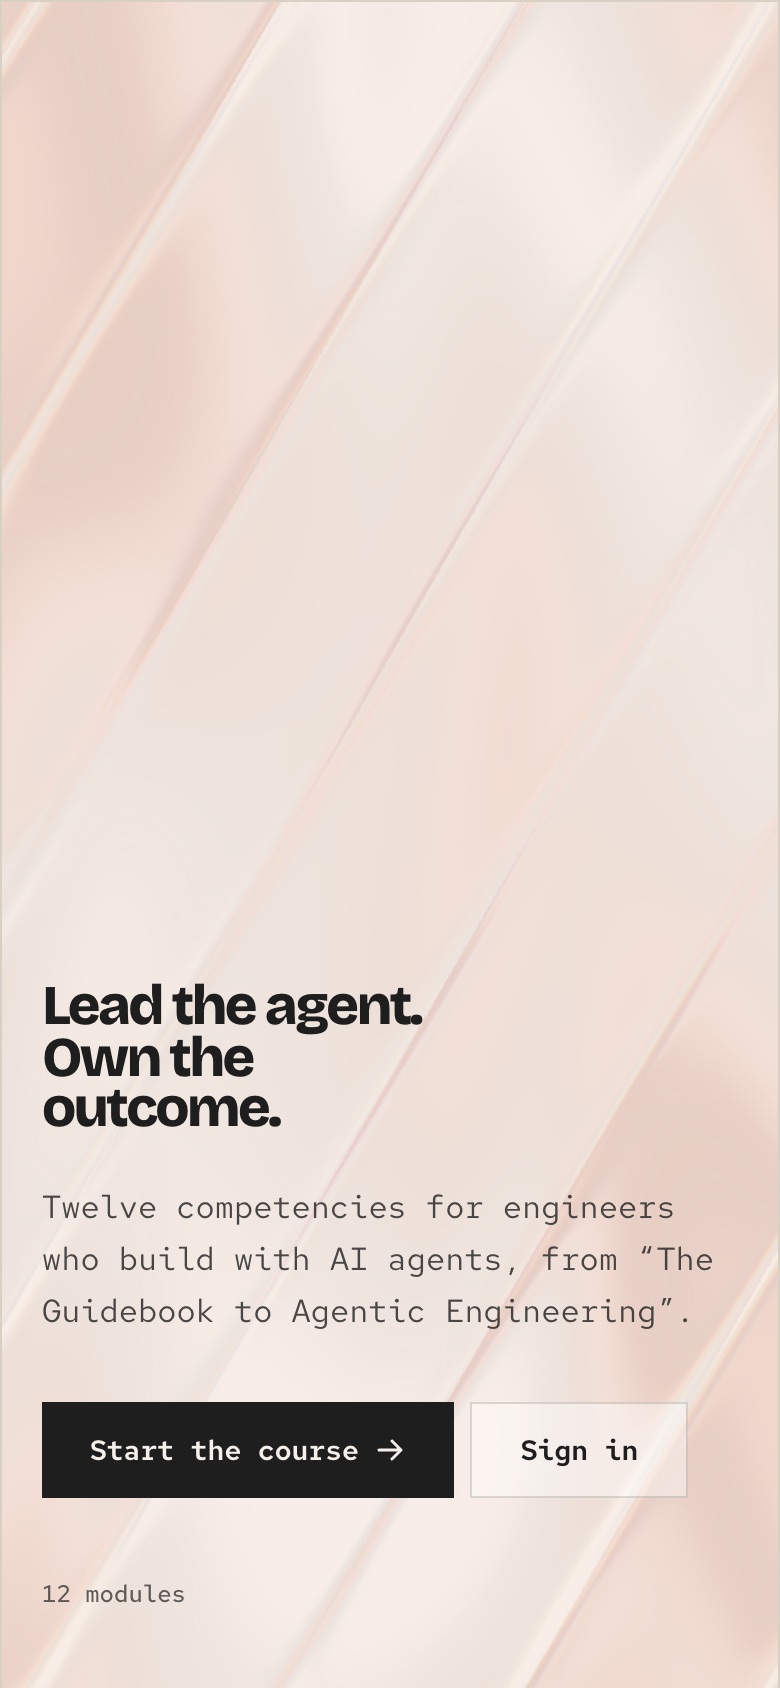 Lead the agent.
Own the
outcome.
Twelve competencies for engineers
who build with AI agents, from “The
Guidebook to Agentic Engineering”.
Start the course →
Sign in
12 modules